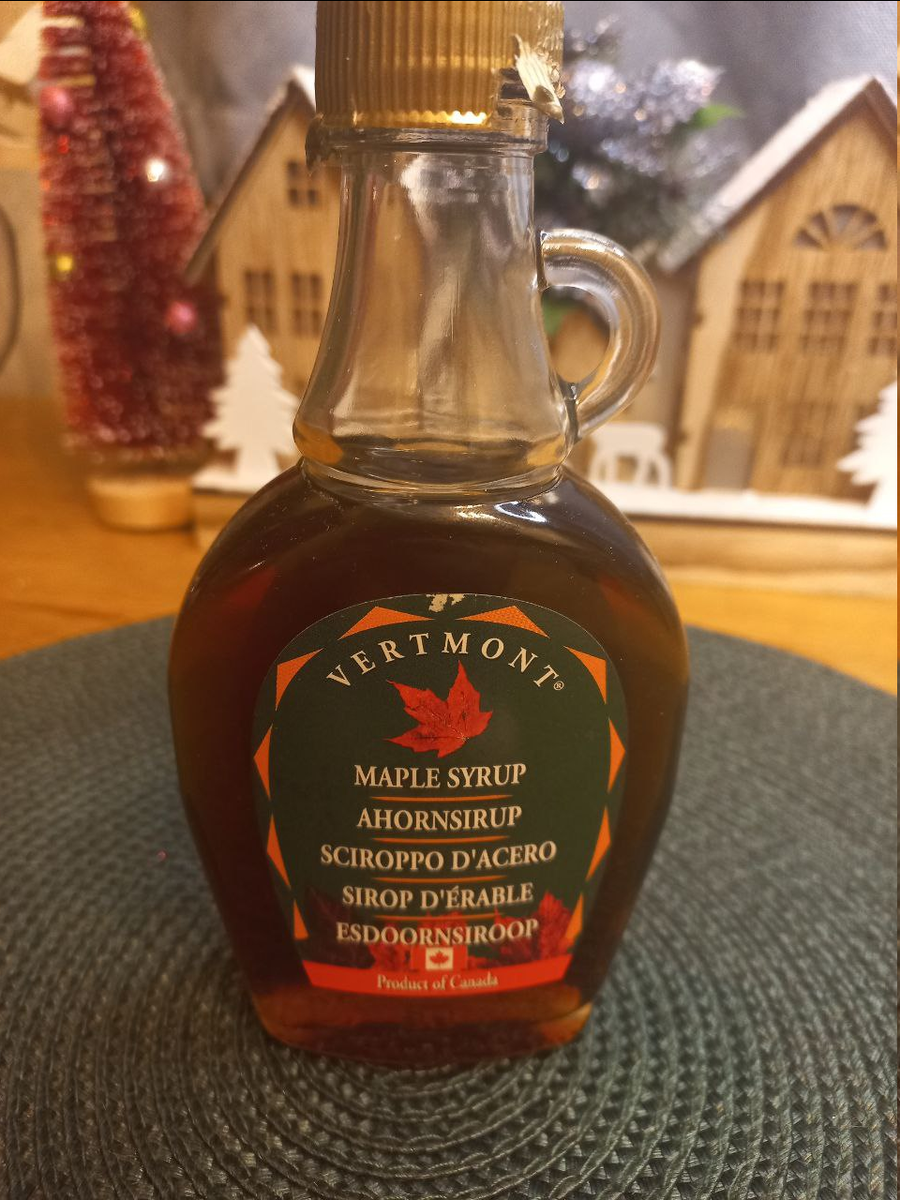 VERTMONT®
MAPLE SYRUP
AHORNSIRUP
SCIROPPO D'ACERO
SIROP D'ÉRABLE
ESDOORNSIROOP
Product of Canada